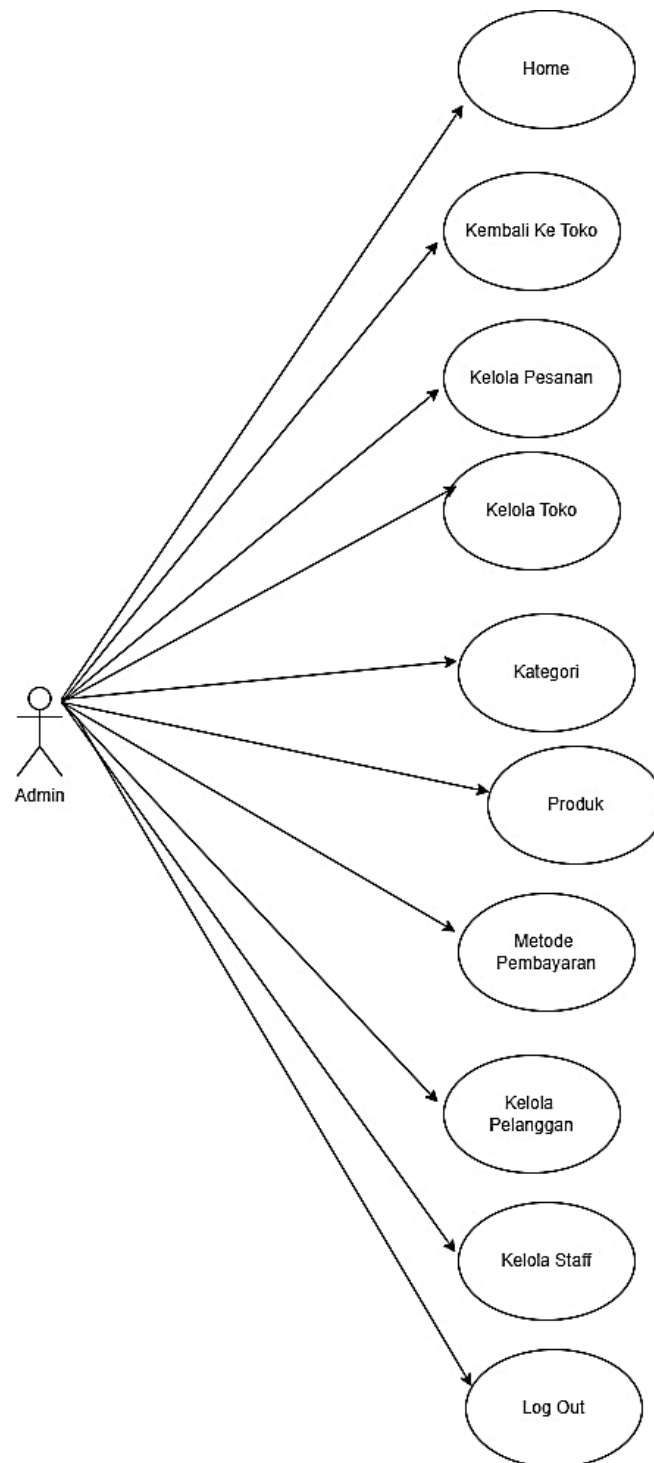 Home
Kembali Ke Toko
Kelola Pesanan
Kelola Toko
Kategori
Admin
Produk
Metode
Pembayaran
Kelola
Pelanggan
Kelola Staff
Log Out